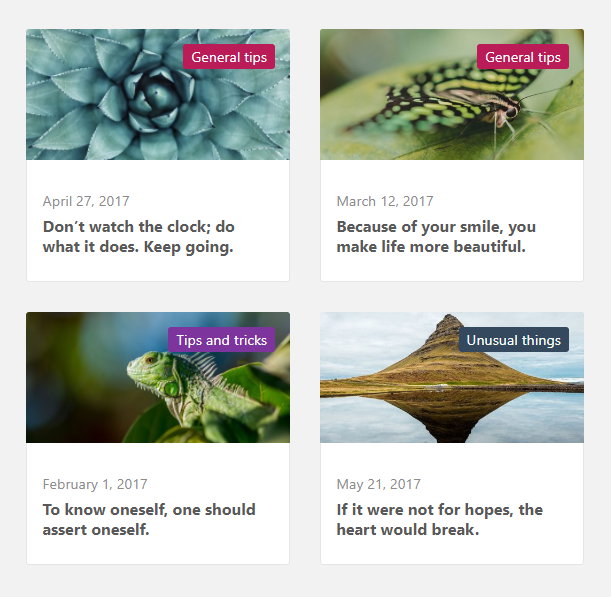 General tips
April 27, 2017
Don’t watch the clock; do
what it does. Keep going.
General tips
March 12, 2017
Because of your smile, you
make life more beautiful.
Tips and tricks
February 1, 2017
To know oneself, one should
assert oneself.
Unusual things
May 21, 2017
If it were not for hopes, the
heart would break.